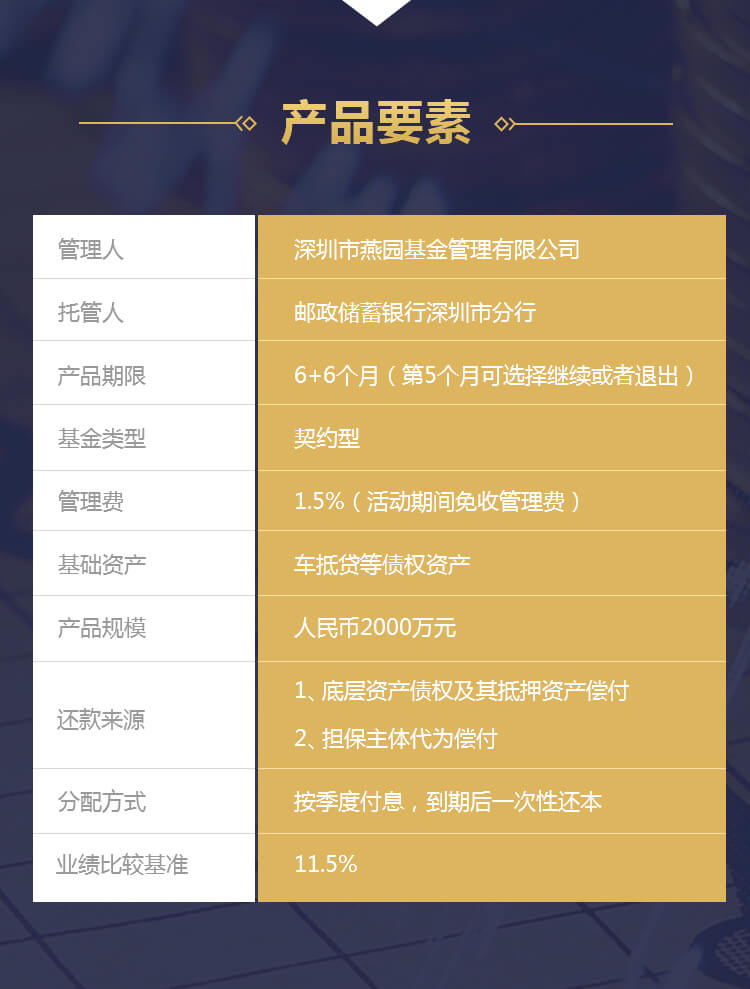 产品要素
管理人 深圳市燕园基金管理有限公司
托管人 邮政储蓄银行深圳市分行
产品期限 6+6个月（第5个月可选择继续或者退出）
基金类型 契约型
管理费 1.5%（活动期间免收管理费）
基础资产 车抵贷等债权资产
产品规模 人民币2000万元
还款来源 1、底层资产债权及其抵押资产偿付
2、担保主体代为偿付
分配方式 按季度付息，到期后一次性还本
业绩比较基准 11.5%